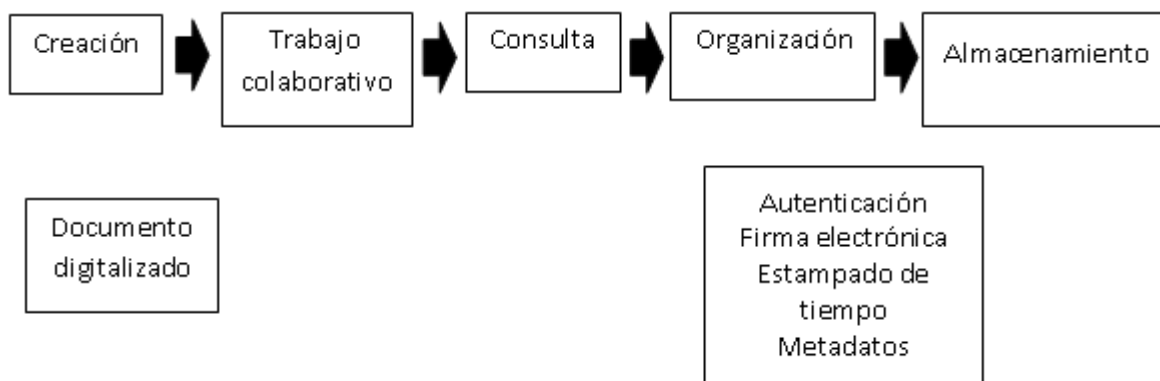 Creación
Trabajo
colaborativo
Consulta
Organización
Almacenamiento
Documento
digitalizado
Autenticación
Firma electrónica
Estampado de
tiempo
Metadatos